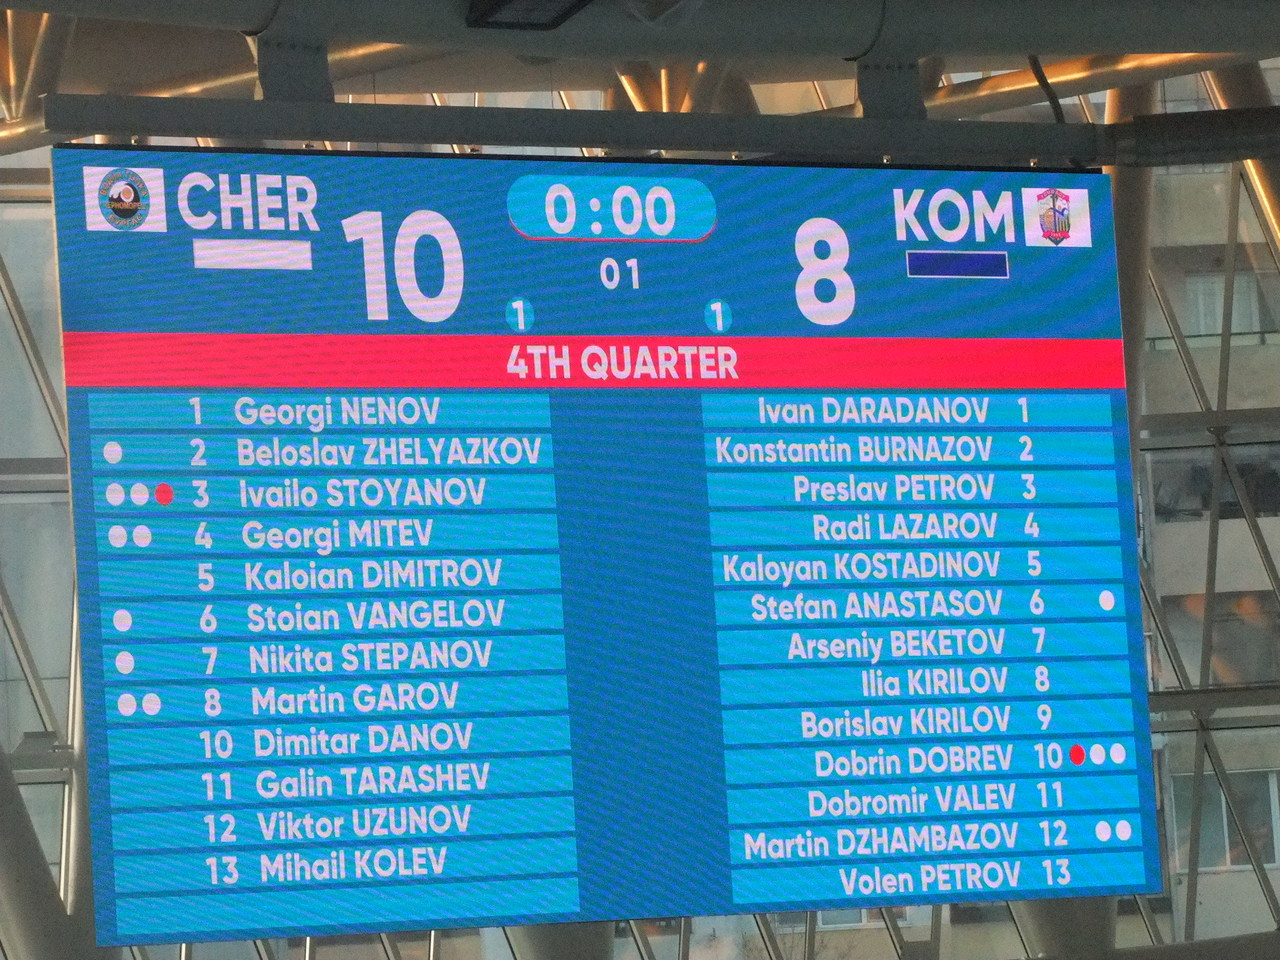 CHER
10
0:00
01
8
KOM
1
1
4TH QUARTER
1 Georgi NENOV
2 Beloslav ZHELYAZKOV
3 Ivailo STOYANOV
4 Georgi MITEV
5 Kaloian DIMITROV
6 Stoian VANGELOV
7 Nikita STEPANOV
8 Martin GAROV
10 Dimitar DANOV
11 Galin TARASHEV
12 Viktor UZUNOV
13 Mihail KOLEV
Ivan DARADANOV 1
Konstantin BURNAZOV 2
Preslav PETROV 3
Radi LAZAROV 4
Kaloyan KOSTADINOV 5
Stefan ANASTASOV 6
Arseniy BEKETOV 7
Ilia KIRILOV 8
Borislav KIRILOV 9
Dobrin DOBREV 10
Dobromir VALEV 11
Martin DZHAMBAZOV 12
Volen PETROV 13